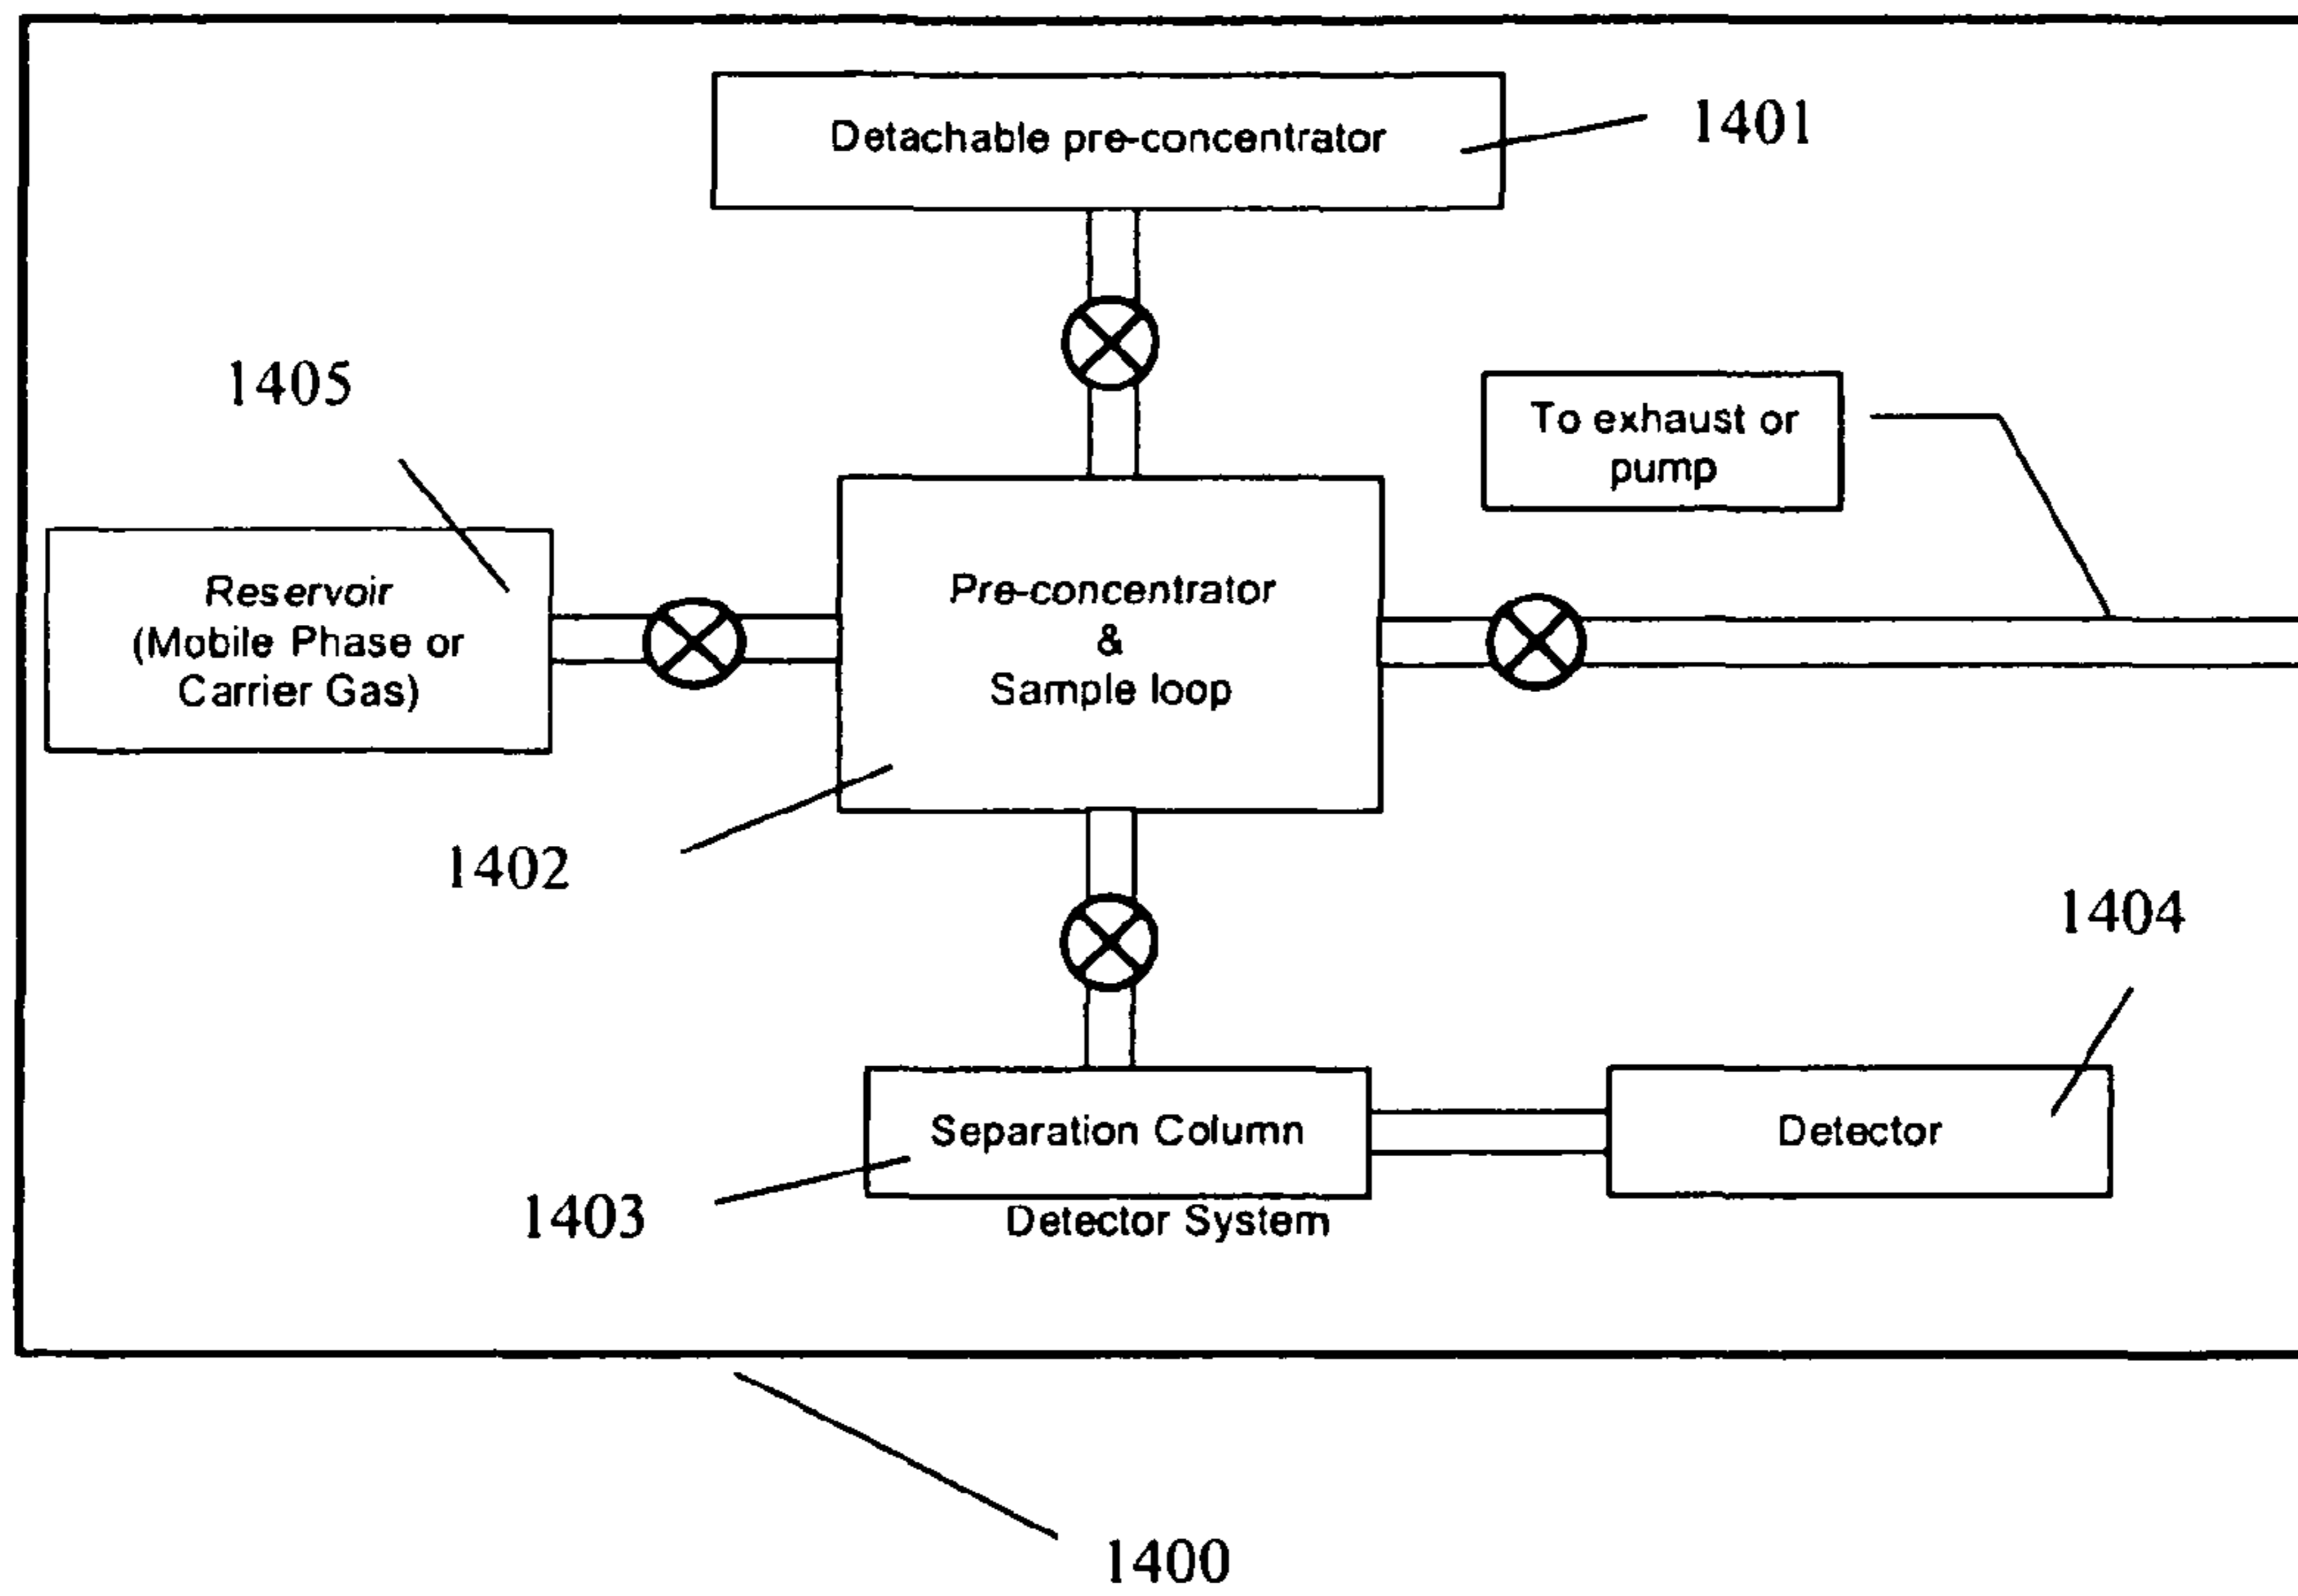 Detachable pre-concentrator
1401
1405
To exhaust or
pump
Reservoir
(Mobile Phase or
Carrier Gas)
Pre-concentrator
&
Sample loop
1402
1404
Separation Column
Detector
1403
Detector System
1400